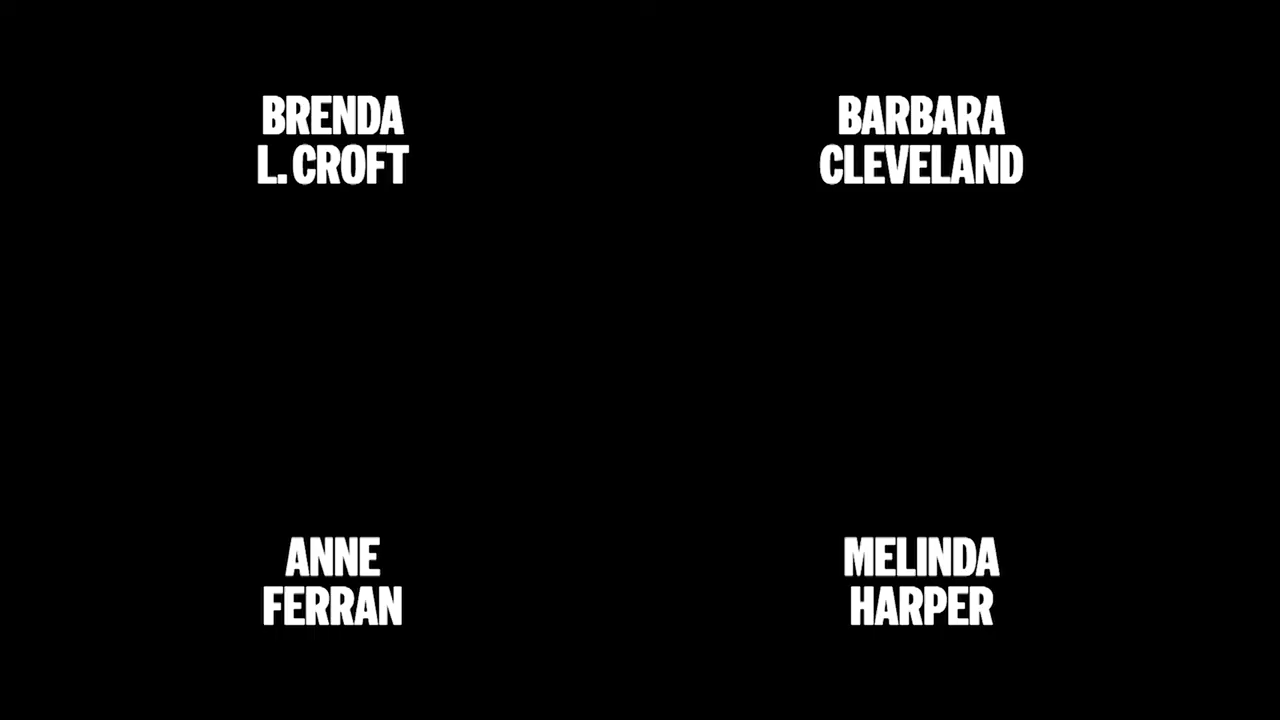 BRENDA
L. CROFT
BARBARA
CLEVELAND
ANNE
FERRAN
MELINDA
HARPER